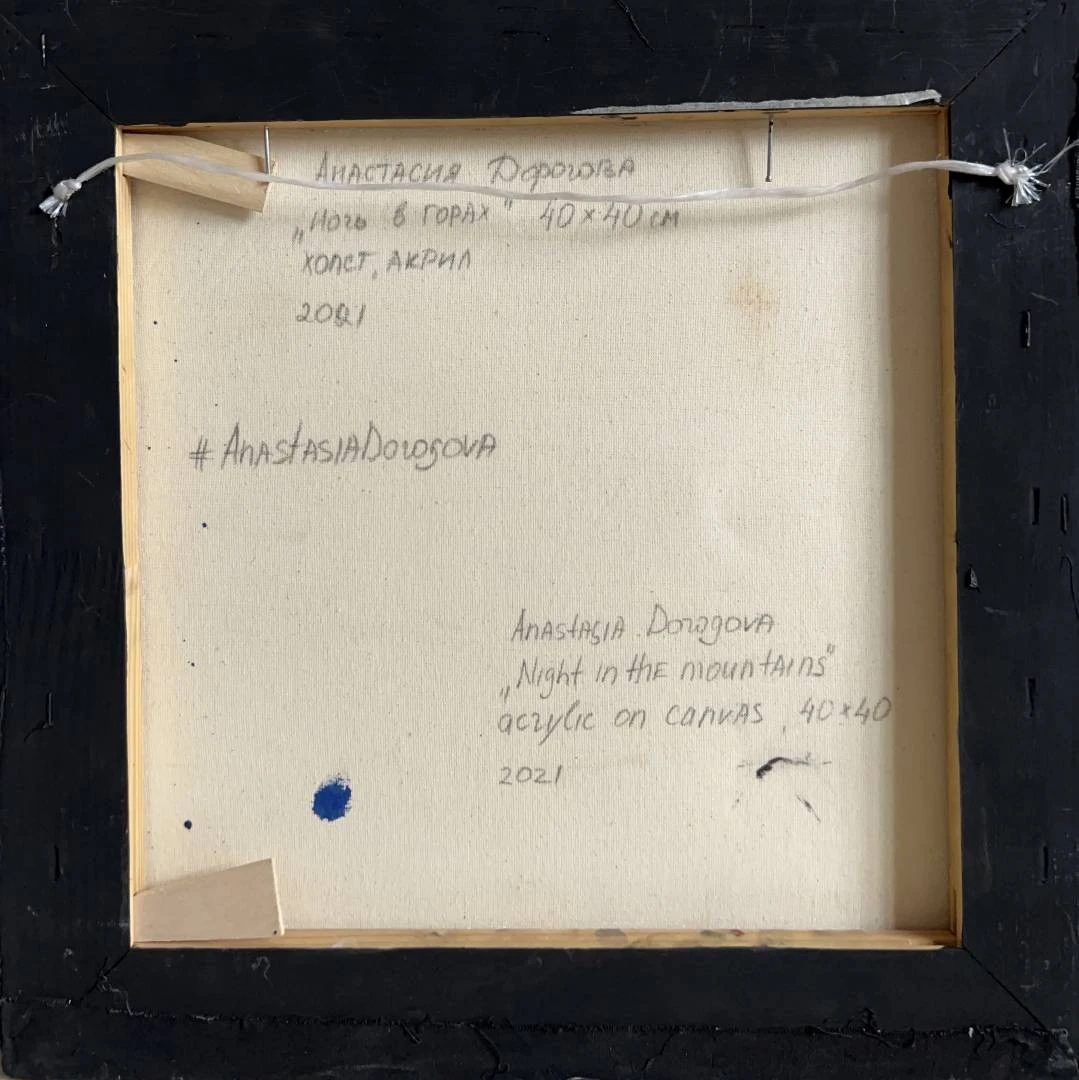 Анастасия Дорогова
„Ночь в горах" 40×40 см
холст, акрил
2021
#AnastasiaDorogova
Anastasia Dorogova
„Night in the mountains"
acrylic on canvas, 40×40
2021